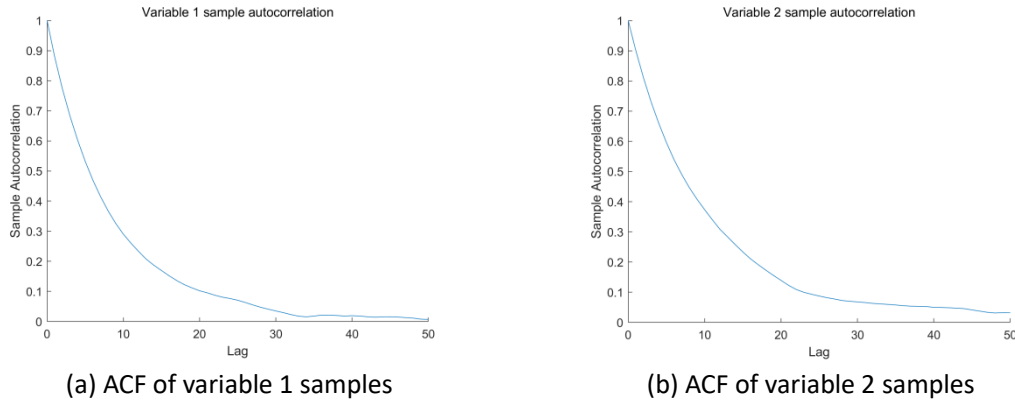 Variable 1 sample autocorrelation
1
0.9
0.8
0.7
0.6
0.5
0.4
0.3
0.2
0.1
0
Sample Autocorrelation
0 10 20 30 40 50
Lag
(a) ACF of variable 1 samples
Variable 2 sample autocorrelation
1
0.9
0.8
0.7
0.6
0.5
0.4
0.3
0.2
0.1
0
Sample Autocorrelation
0 10 20 30 40 50
Lag
(b) ACF of variable 2 samples